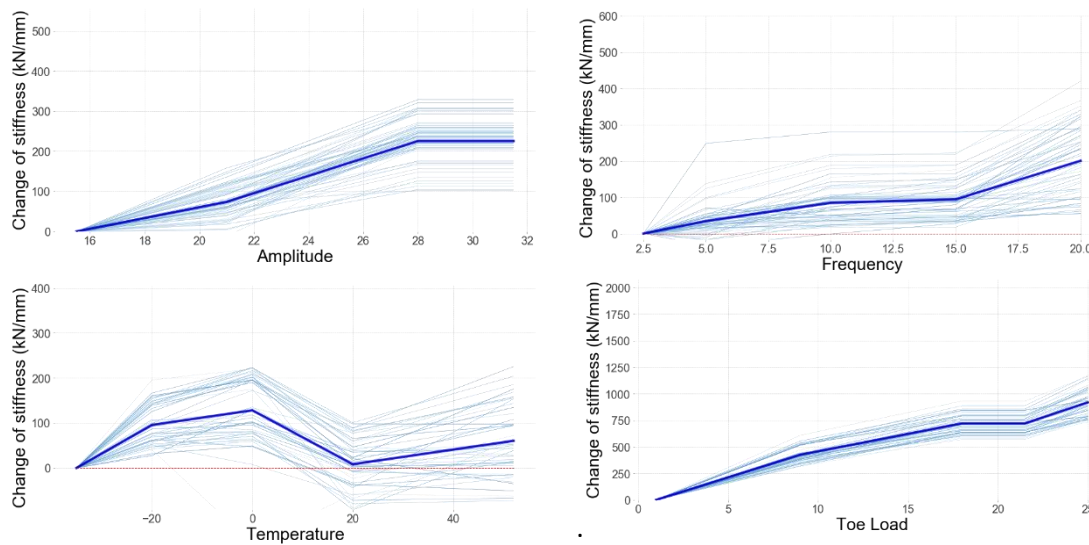 Change of stiffness (kN/mm)
500
400
300
200
100
0
16 18 20 22 24 26 28 30 32
Amplitude
Change of stiffness (kN/mm)
600
500
400
300
200
100
0
2.5 5.0 7.5 10.0 12.5 15.0 17.5 20.0
Frequency
Change of stiffness (kN/mm)
400
300
200
100
0
−20 0 20 40
Temperature
.
Change of stiffness (kN/mm)
2000
1750
1500
1250
1000
750
500
250
0
0 5 10 15 20 25
Toe Load